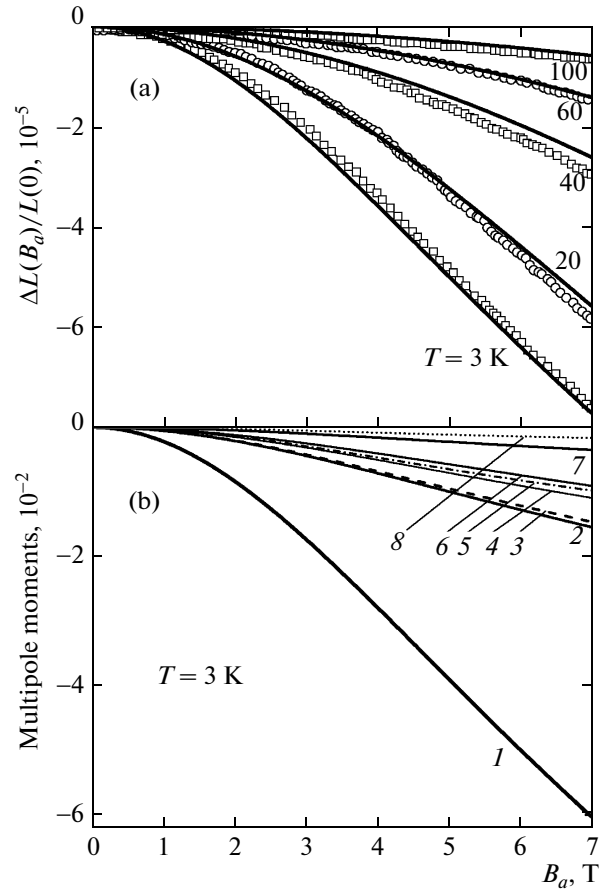 0
(a)
100
60
−2
40
ΔL(Bₐ)/L(0), 10⁻⁵
−4
20
−6
T = 3 K
0
(b)
7
8 6 5 4 3 2
Multipole moments, 10⁻²
−2
T = 3 K
−4
1
−6
0 1 2 3 4 5 6 7
Bₐ, T